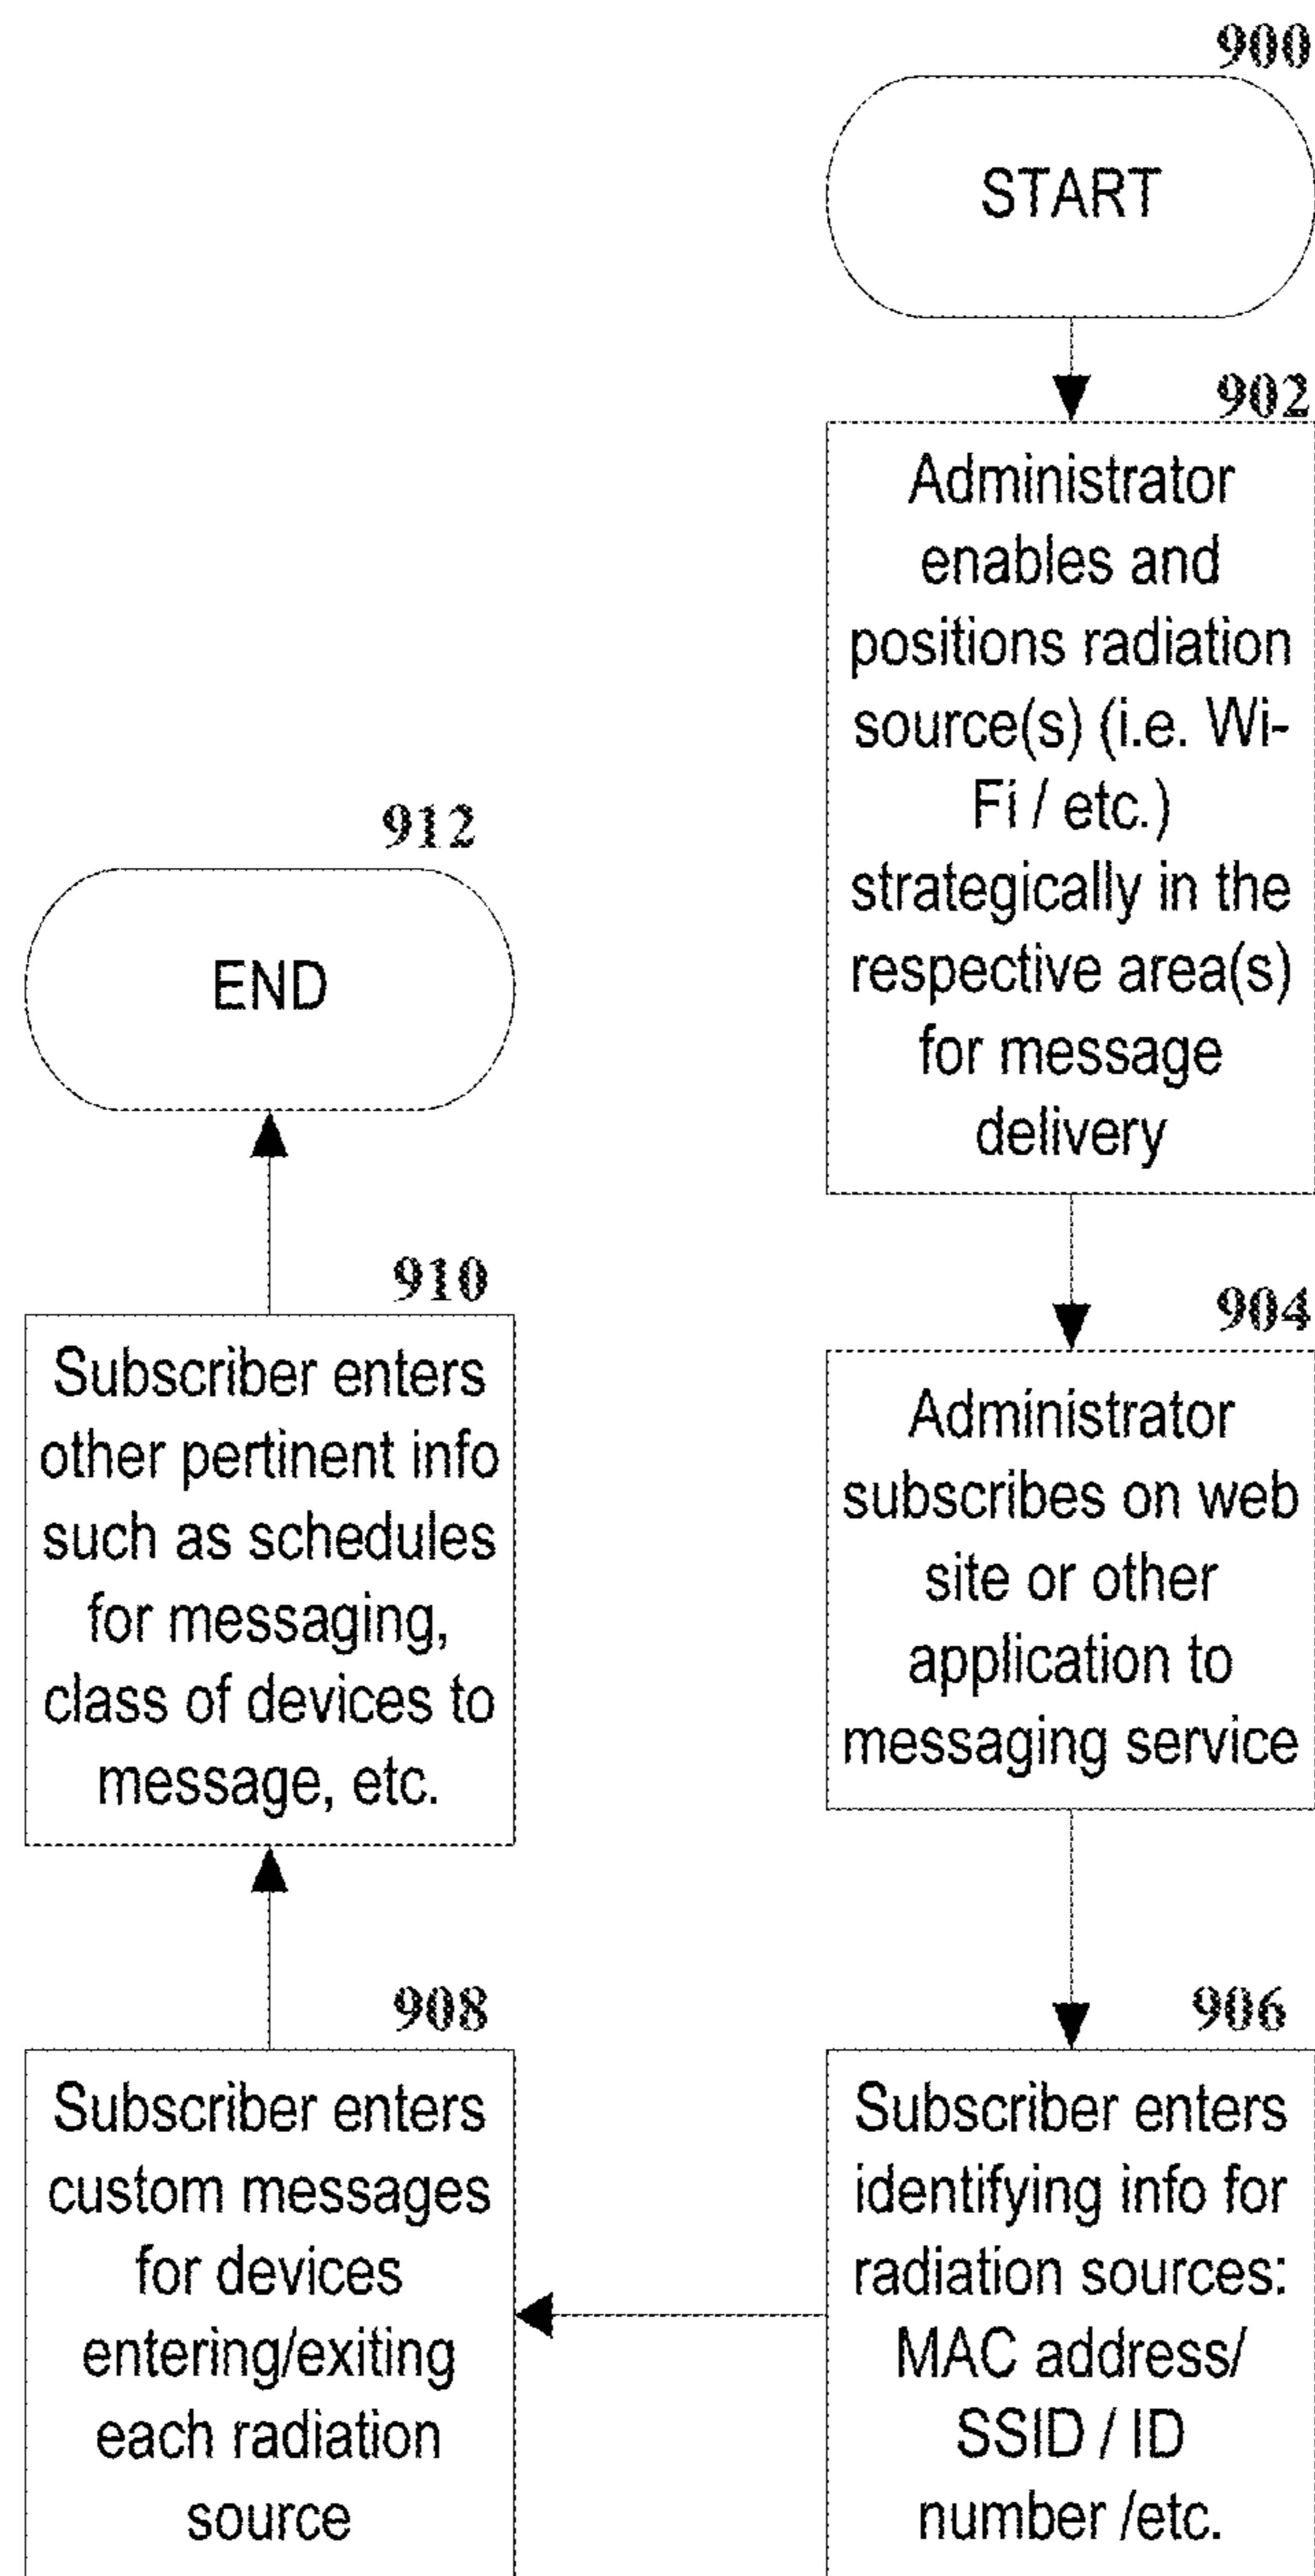 900
START
902
Administrator
enables and
positions radiation
source(s) (i.e. Wi-
Fi / etc.)
strategically in the
respective area(s)
for message
delivery
904
Administrator
subscribes on web
site or other
application to
messaging service
906
Subscriber enters
identifying info for
radiation sources:
MAC address/
SSID / ID
number /etc.
908
Subscriber enters
custom messages
for devices
entering/exiting
each radiation
source
910
Subscriber enters
other pertinent info
such as schedules
for messaging,
class of devices to
message, etc.
912
END